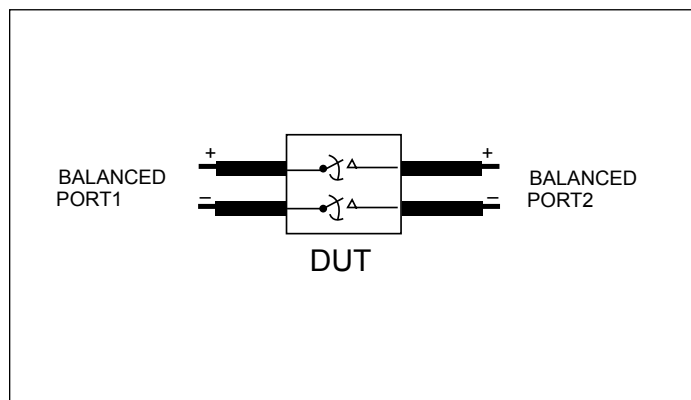 + +
BALANCED
PORT1
BALANCED
PORT2
– –
DUT